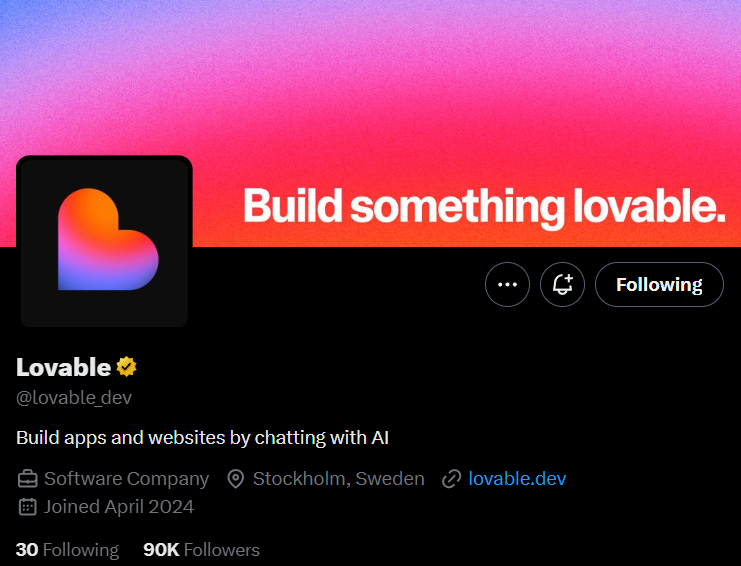 Build something lovable.
Following
Lovable
@lovable_dev
Build apps and websites by chatting with AI
Software Company Stockholm, Sweden lovable.dev
Joined April 2024
30 Following 90K Followers